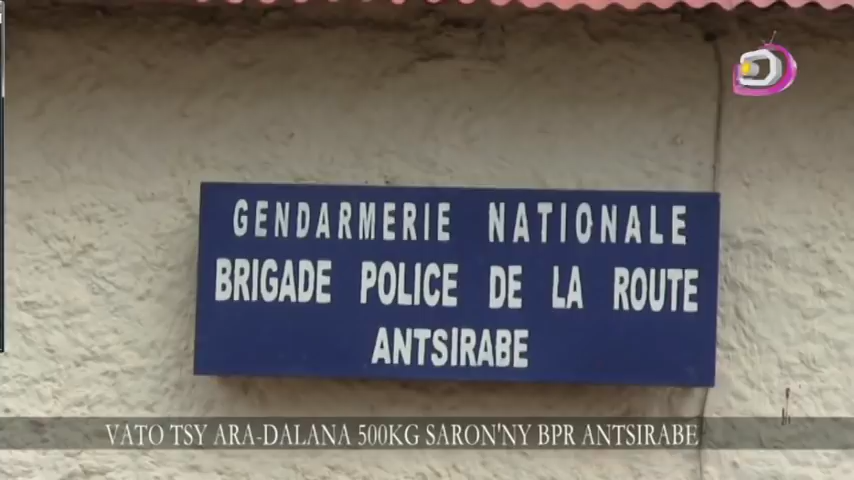 GENDARMERIE NATIONALE
BRIGADE POLICE DE LA ROUTE
ANTSIRABE
VATO TSY ARA-DALANA 500KG SARON'NY BPR ANTSIRABE